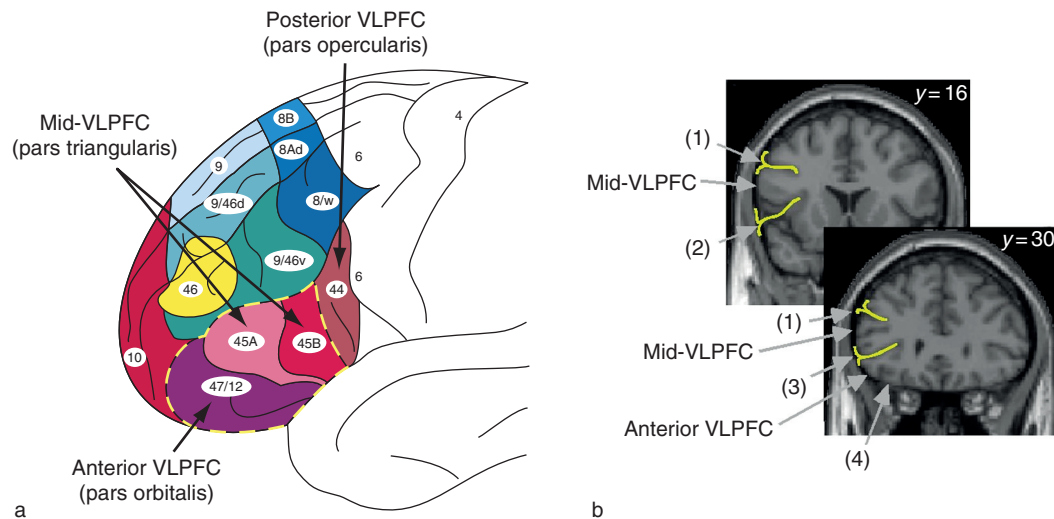 Posterior VLPFC
(pars opercularis)
Mid-VLPFC
(pars triangularis)
8B
8Ad
4
9
6
9/46d
8/w
9/46v
46
44
6
45A
45B
10
47/12
Anterior VLPFC
(pars orbitalis)
a
y = 16
(1)
Mid-VLPFC
(2)
y = 30
(1)
Mid-VLPFC
(3)
Anterior VLPFC
(4)
b